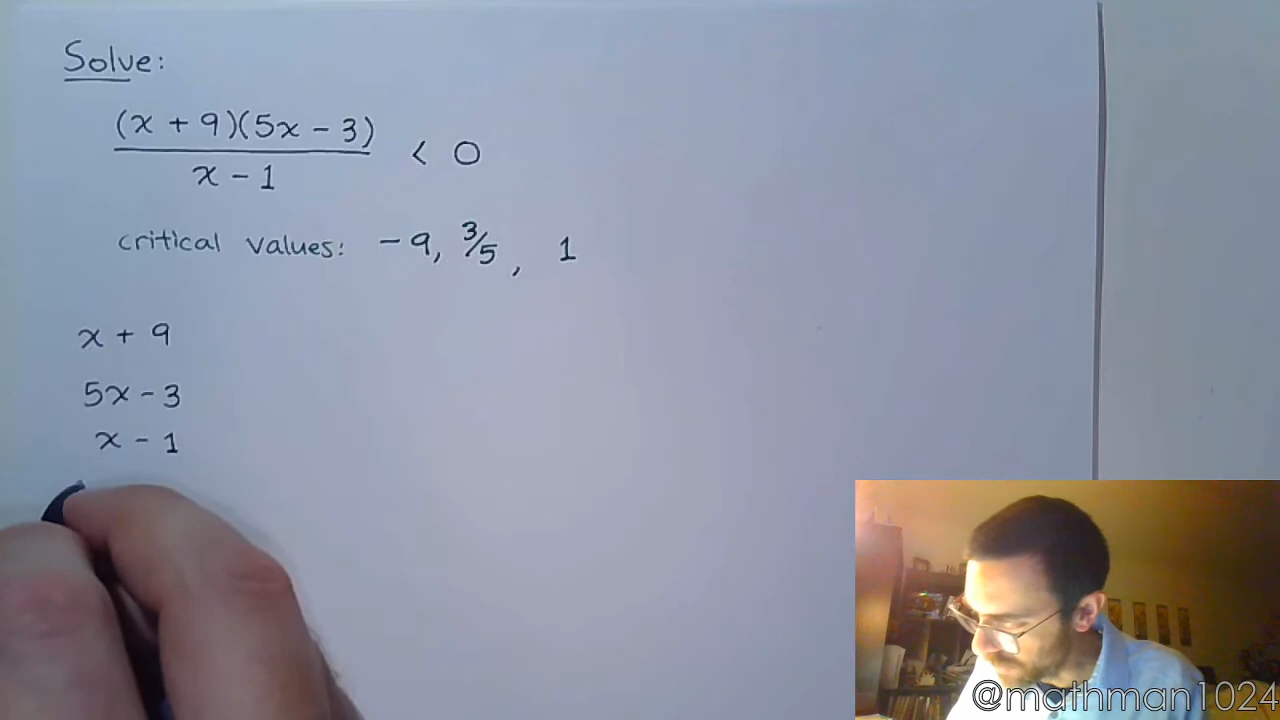 Solve:
(x + 9)(5x - 3)
x - 1
< 0
critical values: -9, 3/5, 1
x + 9
5x - 3
x - 1
@mathman1024